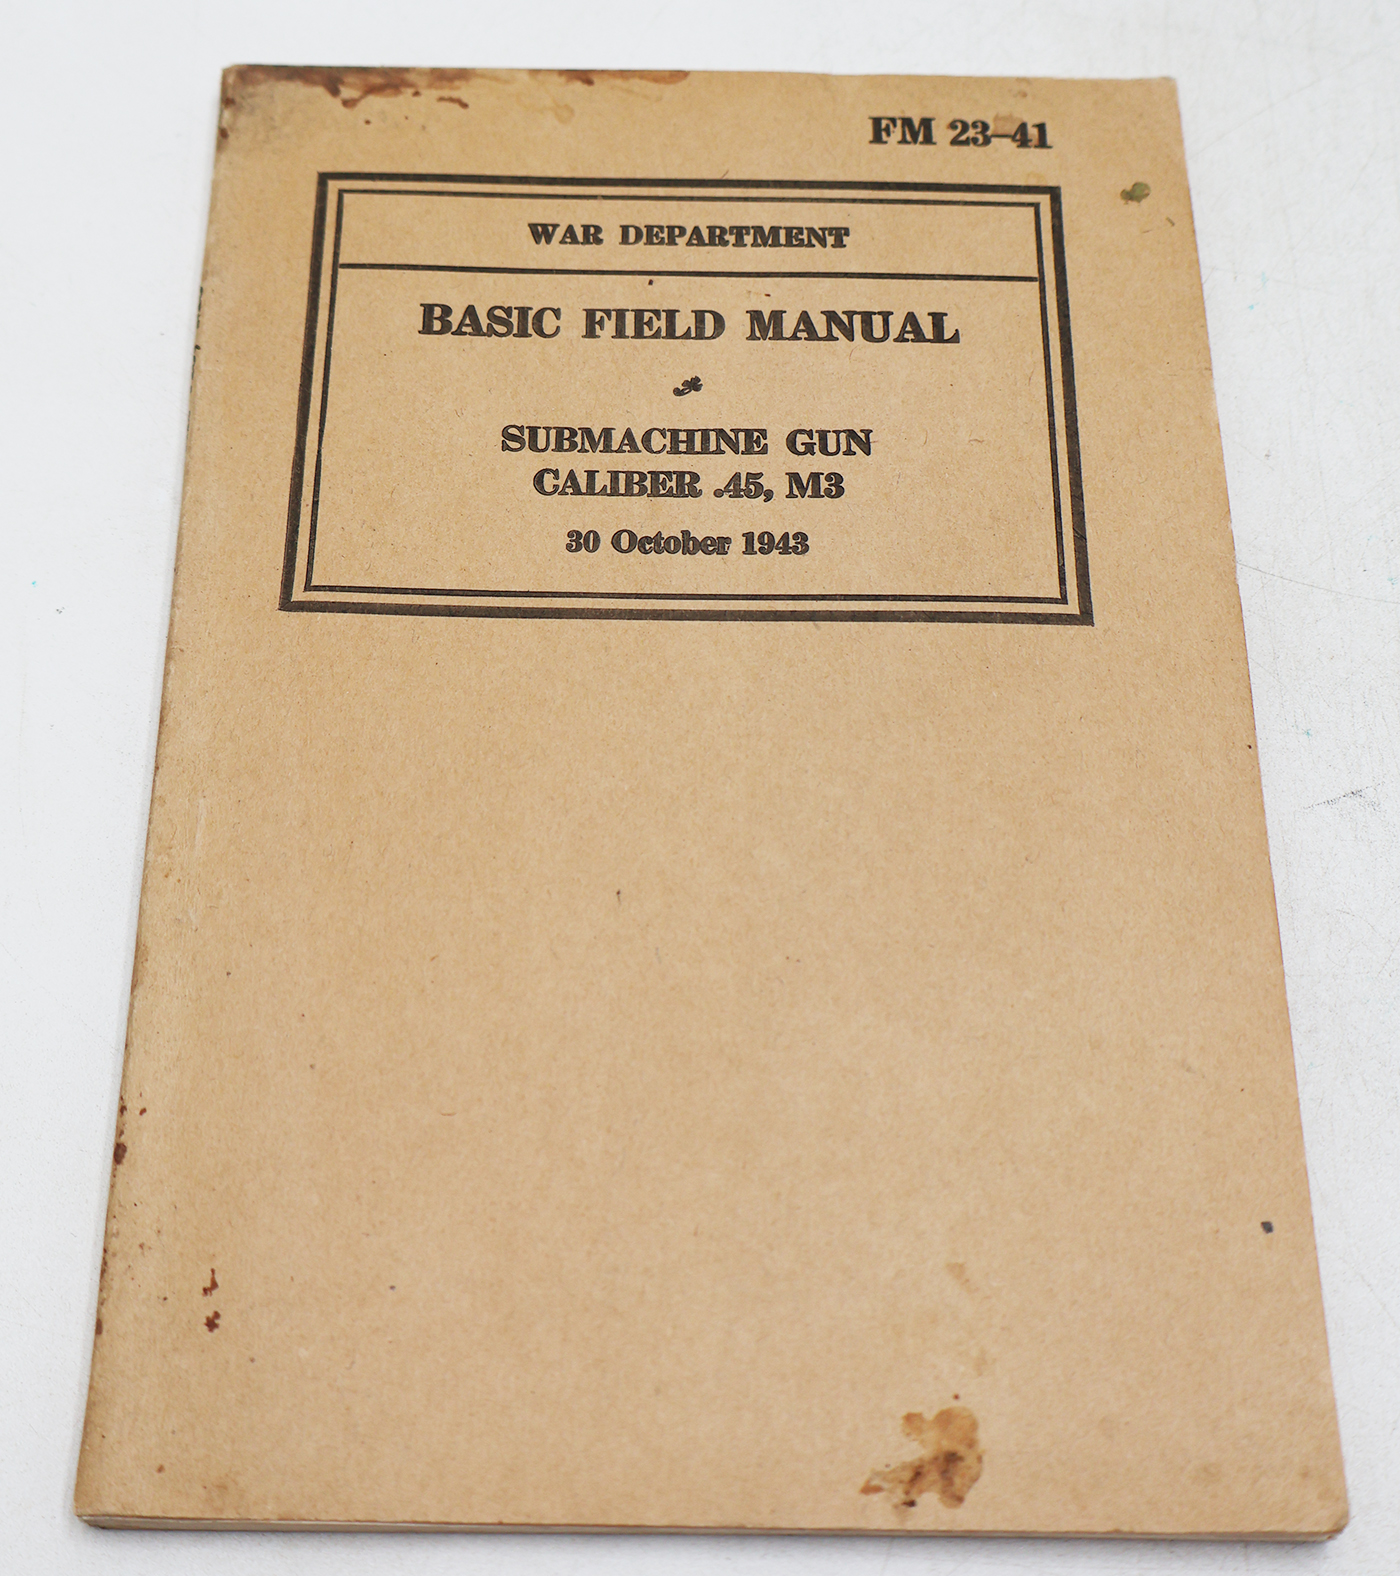 FM 23–41
WAR DEPARTMENT
BASIC FIELD MANUAL
SUBMACHINE GUN
CALIBER .45, M3
30 October 1943